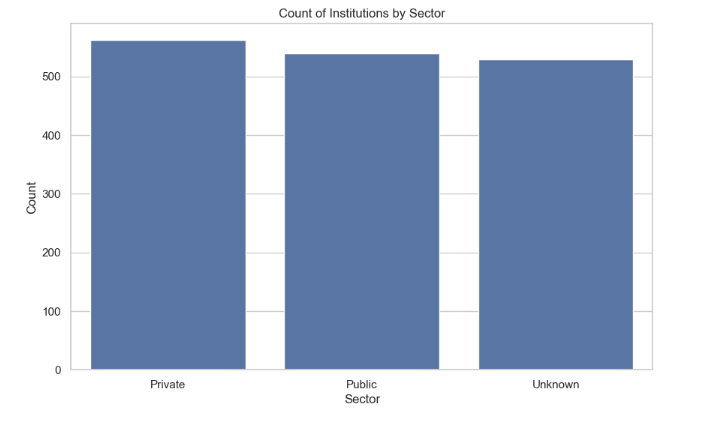 Count of Institutions by Sector
500
400
300
200
100
0
Count
Private Public Unknown
Sector